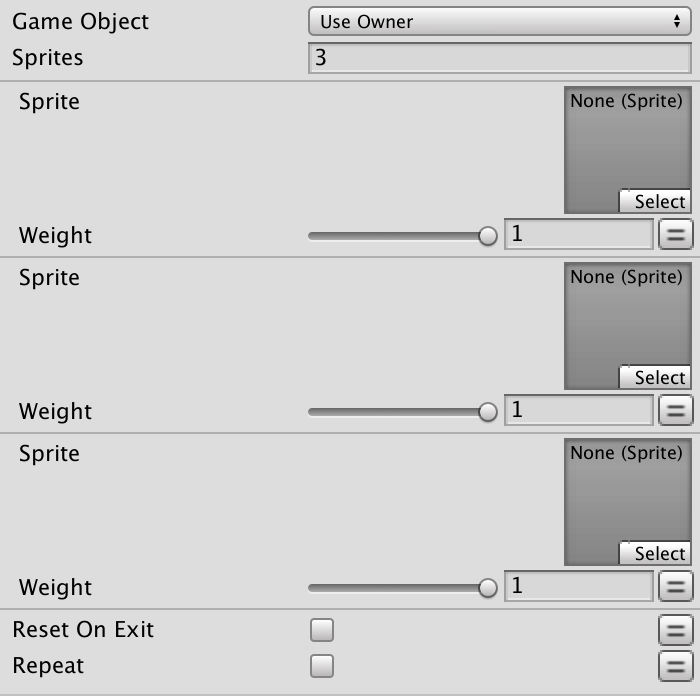 Game Object Use Owner
Sprites 3
Sprite None (Sprite)
Select
Weight 1 =
Sprite None (Sprite)
Select
Weight 1 =
Sprite None (Sprite)
Select
Weight 1 =
Reset On Exit =
Repeat =